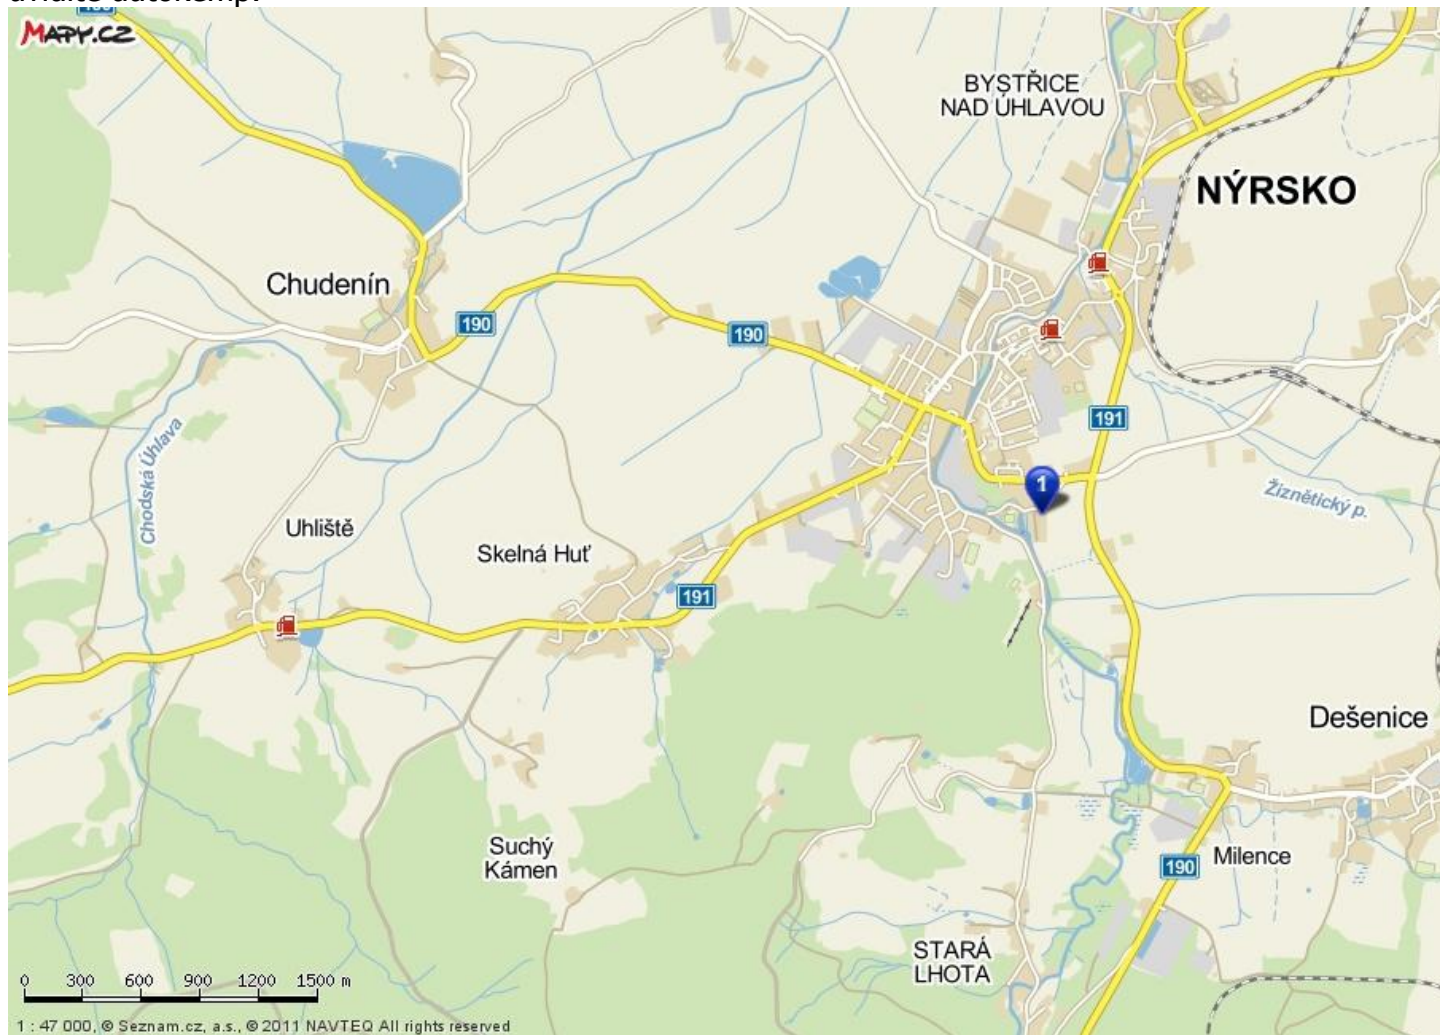 MAPY.CZ
190
BYSTŘICE
NAD ÚHLAVOU
NÝRSKO
Chudenín
190
190
191
Chodská Úhlava
1
Žiznětický p.
Uhliště
Skelná Huť
191
Dešenice
Suchý
Kámen
190
Milence
STARÁ
LHOTA
0 300 600 900 1200 1500 m
1 : 47 000, © Seznam.cz, a.s., © 2011 NAVTEQ All rights reserved